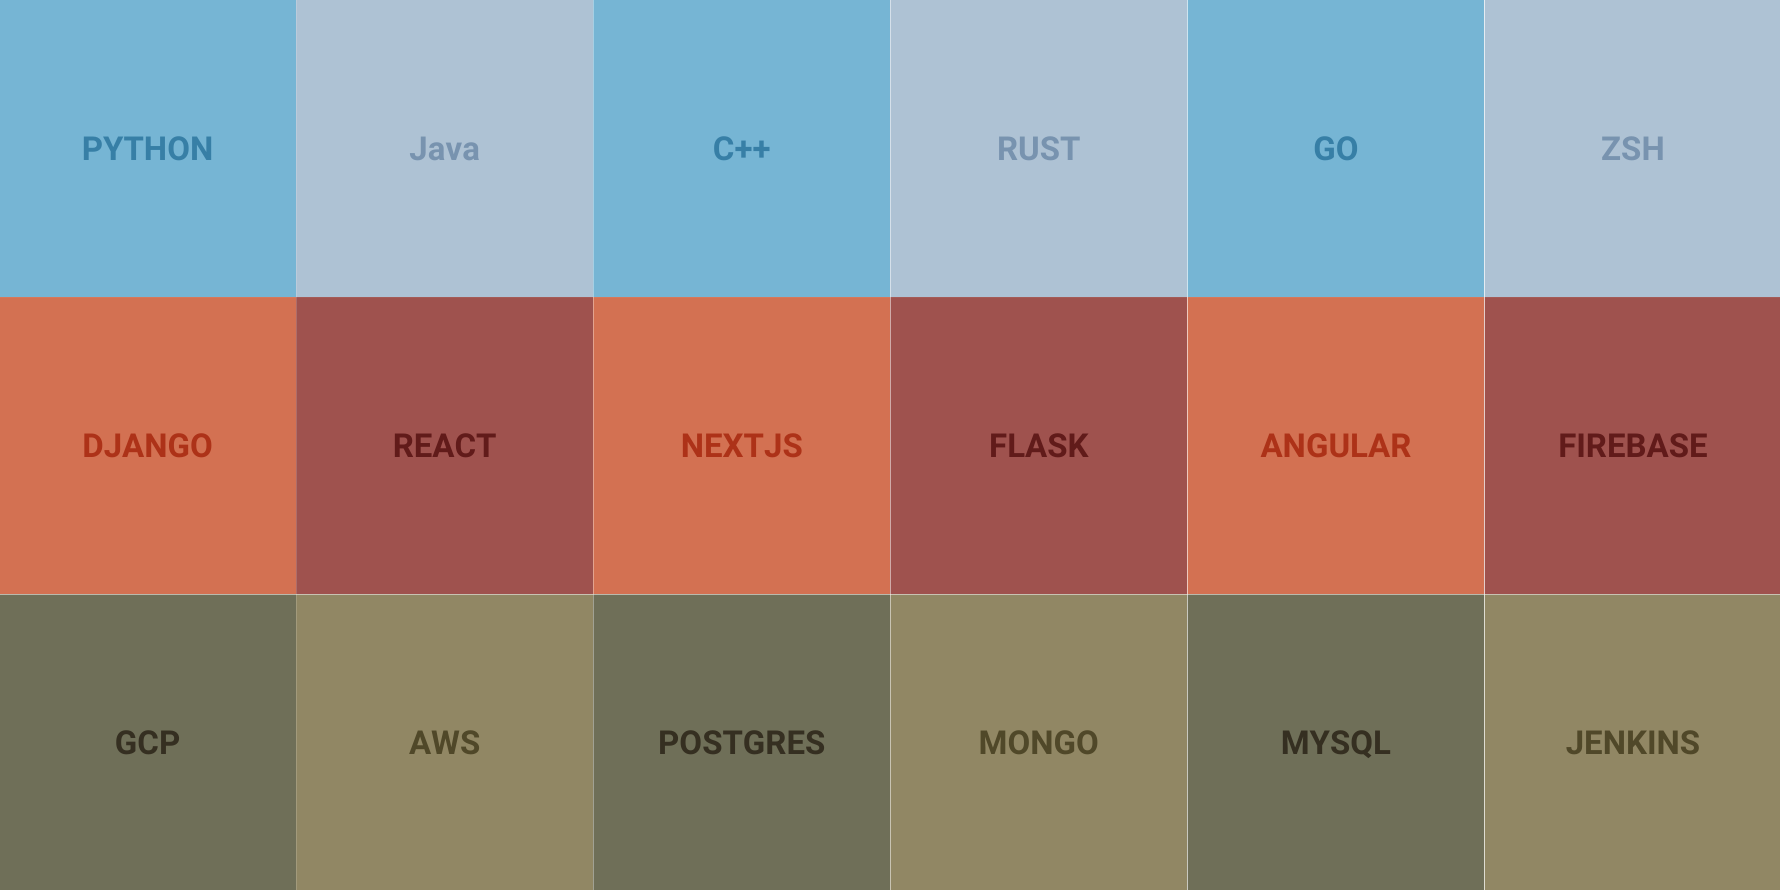 PYTHON
Java
C++
RUST
GO
ZSH
DJANGO
REACT
NEXTJS
FLASK
ANGULAR
FIREBASE
GCP
AWS
POSTGRES
MONGO
MYSQL
JENKINS